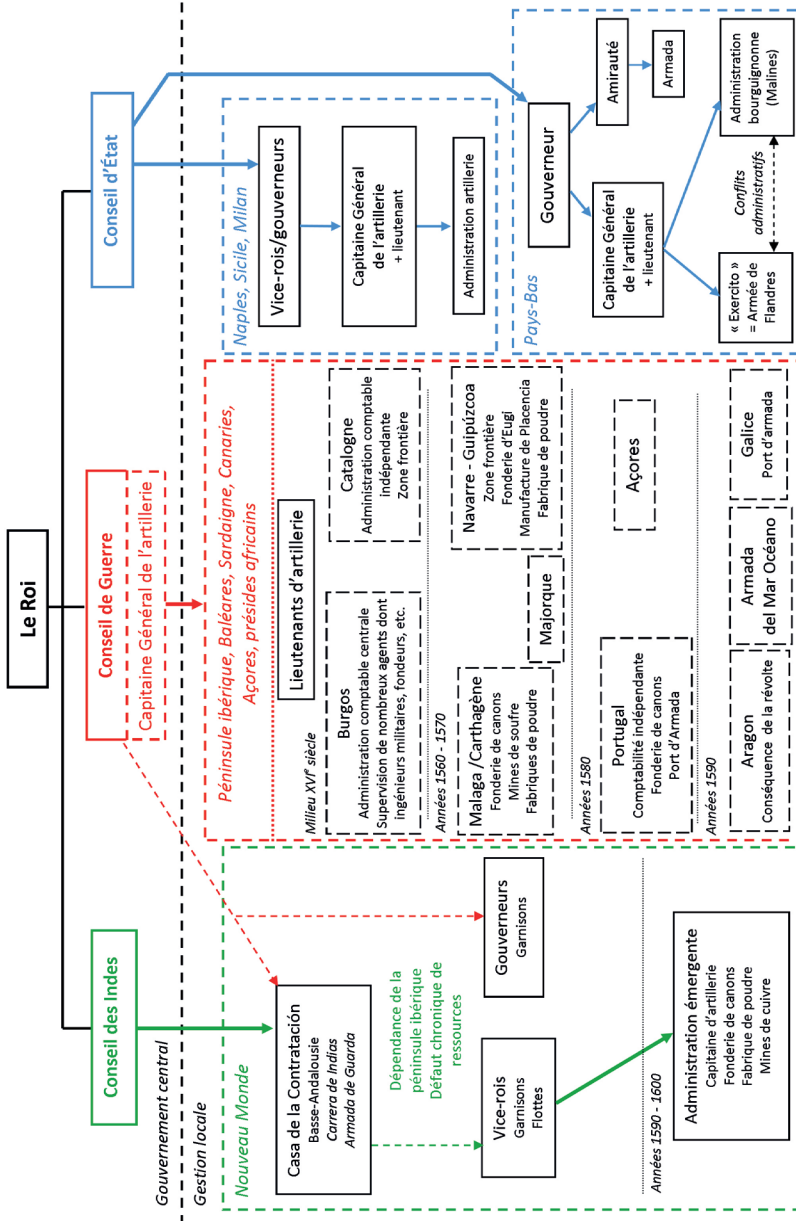 Le Roi
Conseil des Indes
Conseil de Guerre
Capitaine Général de l'artillerie
Conseil d'État
Gouvernement central
Gestion locale
Nouveau Monde
Casa de la Contratación
Basse-Andalousie
Carrera de Indias
Armada de Guarda
Dépendance de la
péninsule ibérique
Défaut chronique de
ressources
Vice-rois
Garnisons
Flottes
Gouverneurs
Garnisons
Années 1590 - 1600
Administration émergente
Capitaine d'artillerie
Fonderie de canons
Fabrique de poudre
Mines de cuivre
Péninsule ibérique, Baléares, Sardaigne, Canaries,
Açores, présides africains
Lieutenants d'artillerie
Milieu XVIe siècle
Burgos
Administration comptable centrale
Supervision de nombreux agents dont
ingénieurs militaires, fondeurs, etc.
Catalogne
Administration comptable
indépendante
Zone frontière
Années 1560 - 1570
Malaga /Carthagène
Fonderie de canons
Mines de soufre
Fabriques de poudre
Majorque
Navarre - Guipúzcoa
Zone frontière
Fonderie d'Eugi
Manufacture de Placencia
Fabrique de poudre
Années 1580
Portugal
Comptabilité indépendante
Fonderie de canons
Port d'Armada
Açores
Années 1590
Aragon
Conséquence de la révolte
Armada
del Mar Océano
Galice
Port d'armada
Naples, Sicile, Milan
Vice-rois/gouverneurs
Capitaine Général
de l'artillerie
+ lieutenant
Administration artillerie
Pays-Bas
Gouverneur
Capitaine Général
de l'artillerie
+ lieutenant
Amirauté
Armada
« Exercito »
= Armée de
Flandres
Conflits
administratifs
Administration
bourguignonne
(Malines)